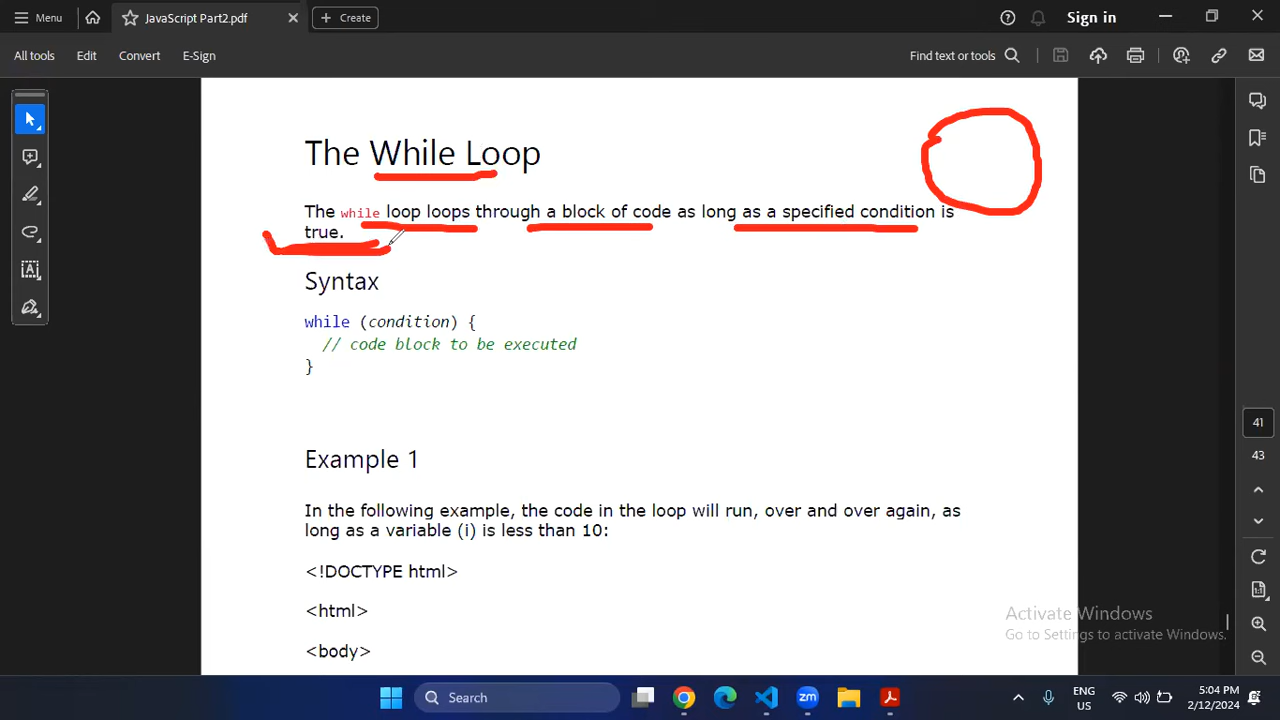 Menu
JavaScript Part2.pdf
Create
Sign in
All tools Edit Convert E-Sign
Find text or tools
The While Loop
The while loop loops through a block of code as long as a specified condition is
true.
Syntax
while (condition) {
// code block to be executed
}
Example 1
In the following example, the code in the loop will run, over and over again, as
long as a variable (i) is less than 10:
<!DOCTYPE html>
<html>
<body>
41
43
Activate Windows
Go to Settings to activate Windows.
Search
ENG
US
5:04 PM
2/12/2024